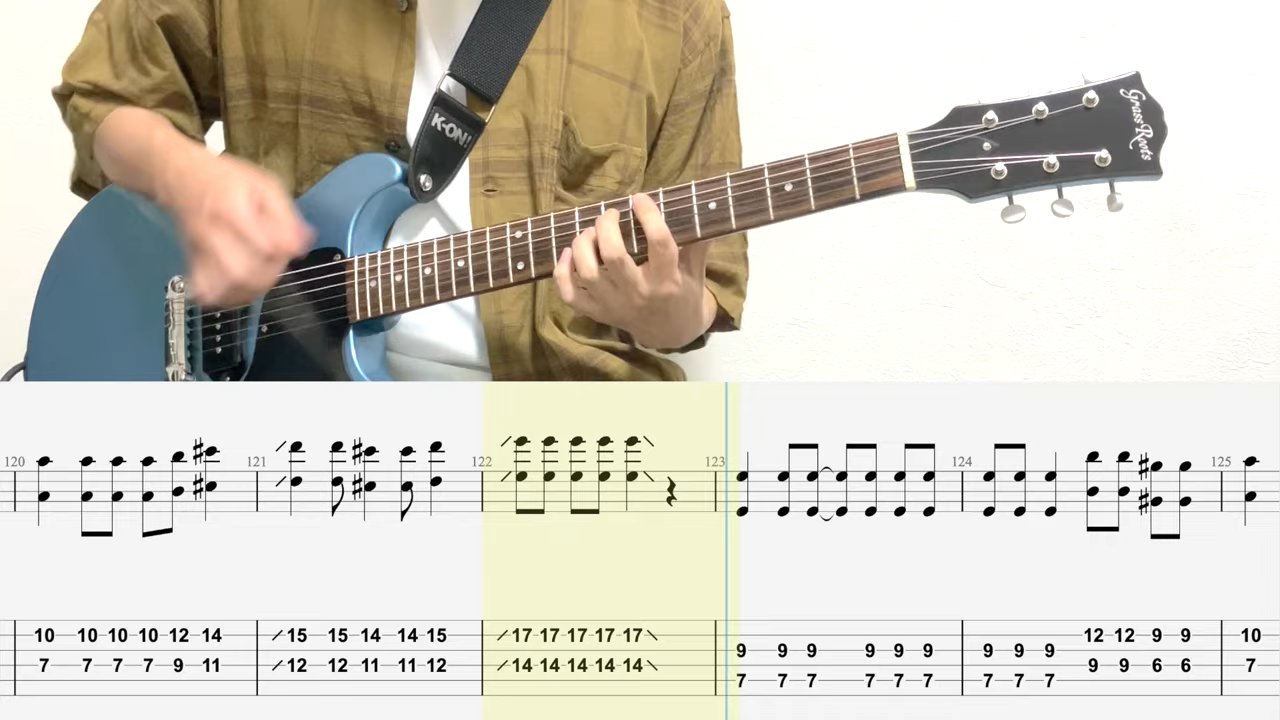 Grass Roots
K-ON!
120 121 122 123 124 125
10 10 10 10 12 14 15 15 14 14 15 17 17 17 17 17 12 12 9 9 10
9 9 9 9 9 9 9 9 9
7 7 7 7 9 11 12 12 11 11 12 14 14 14 14 14 9 9 6 6 7
7 7 7 7 7 7 7 7 7